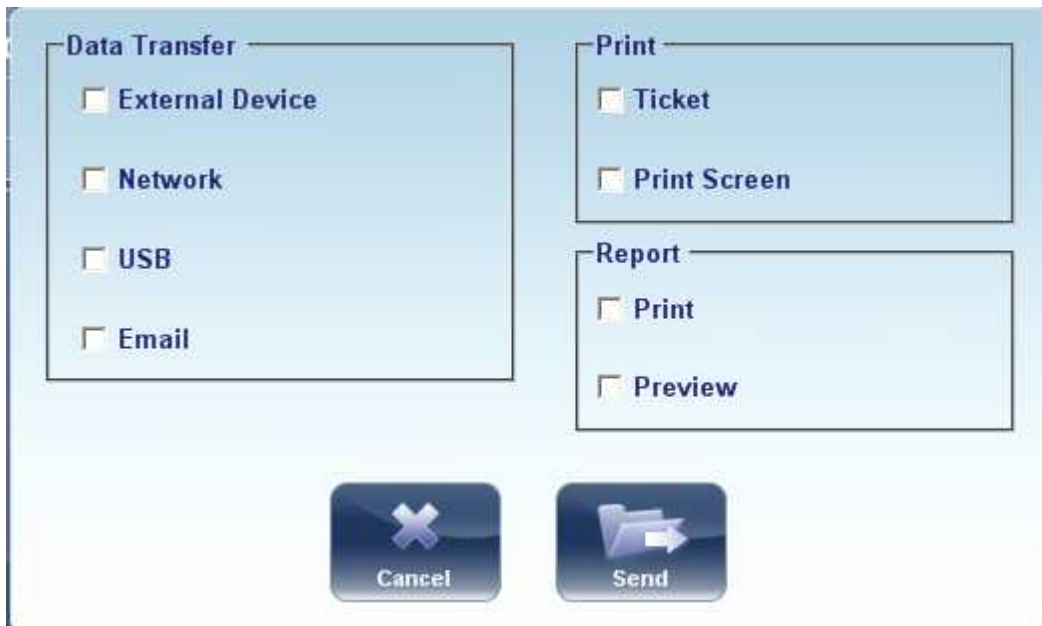 Data Transfer
External Device
Network
USB
Email
Print
Ticket
Print Screen
Report
Print
Preview
Cancel
Send